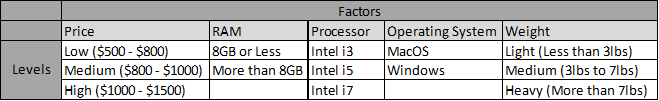 Factors
Price RAM Processor Operating System Weight
Levels
Low ($500 - $800) 8GB or Less Intel i3 MacOS Light (Less than 3lbs)
Medium ($800 - $1000) More than 8GB Intel i5 Windows Medium (3lbs to 7lbs)
High ($1000 - $1500) Intel i7 Heavy (More than 7lbs)